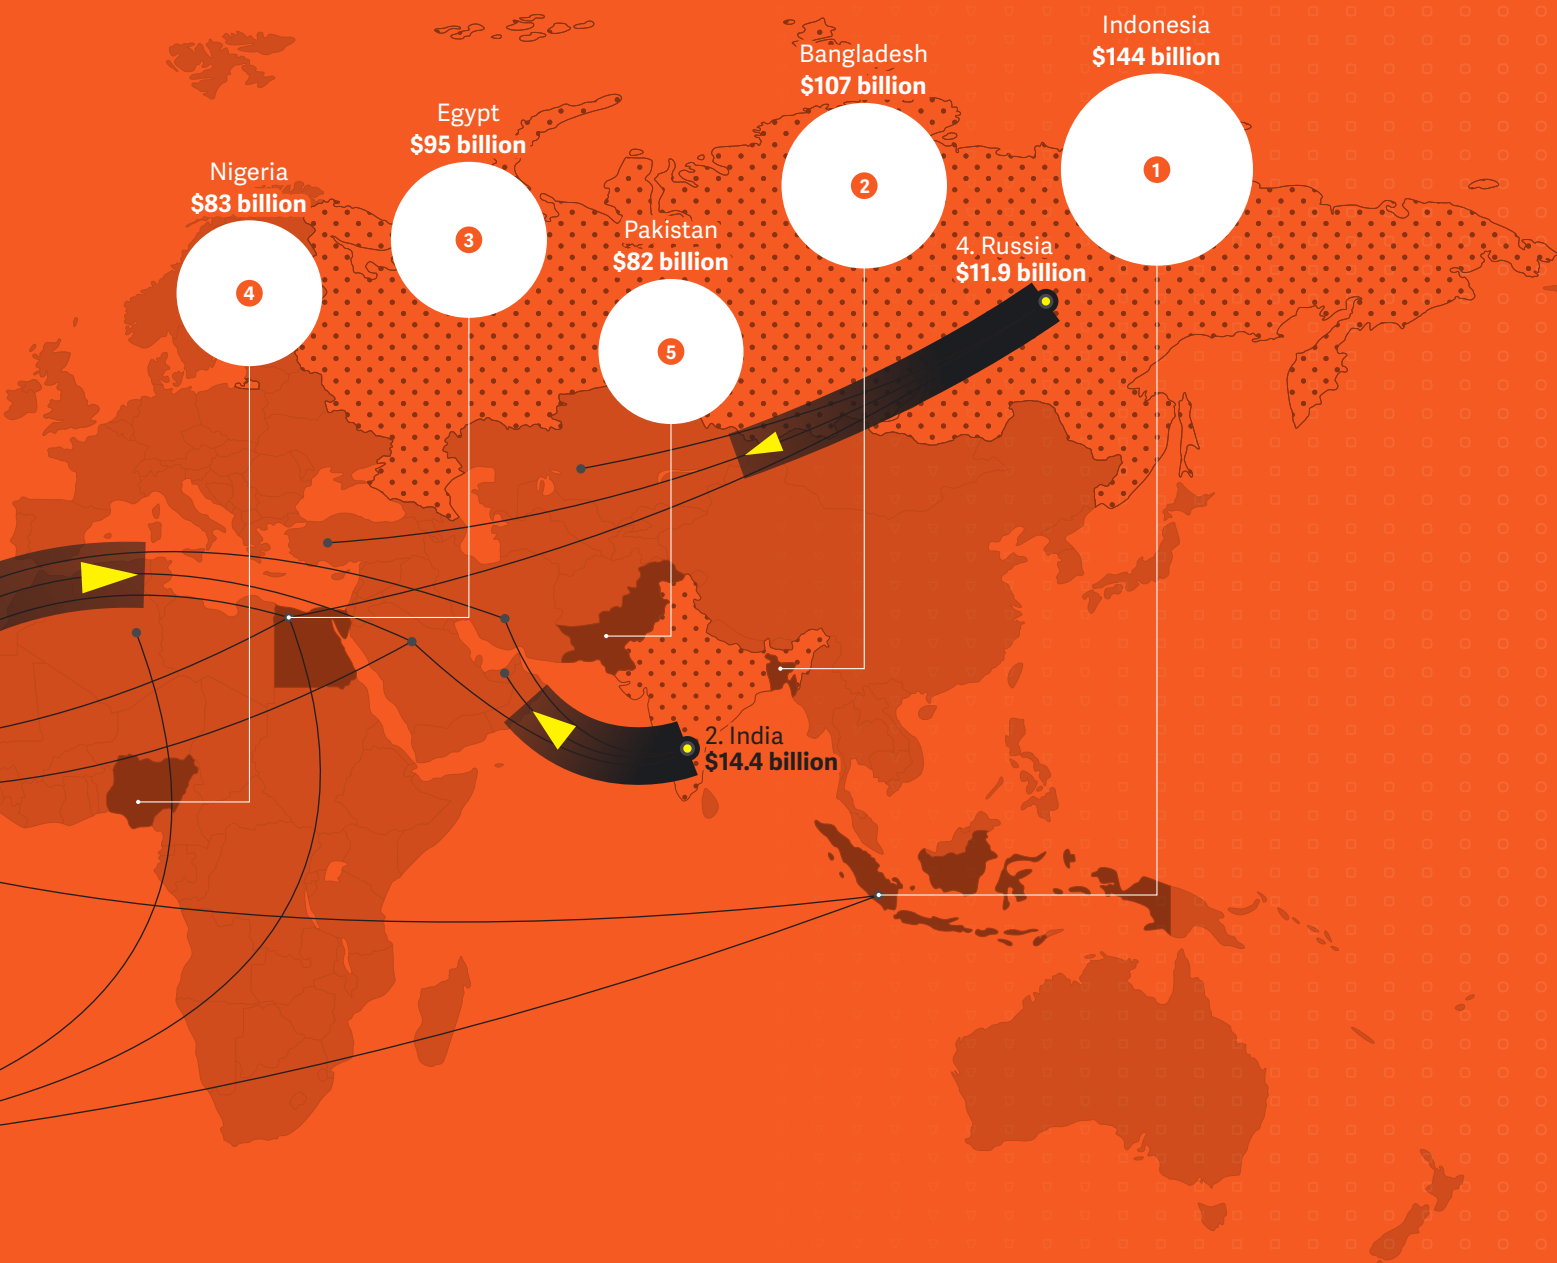 Indonesia
$144 billion
1
Bangladesh
$107 billion
2
Egypt
$95 billion
3
Nigeria
$83 billion
4
Pakistan
$82 billion
5
4. Russia
$11.9 billion
2. India
$14.4 billion